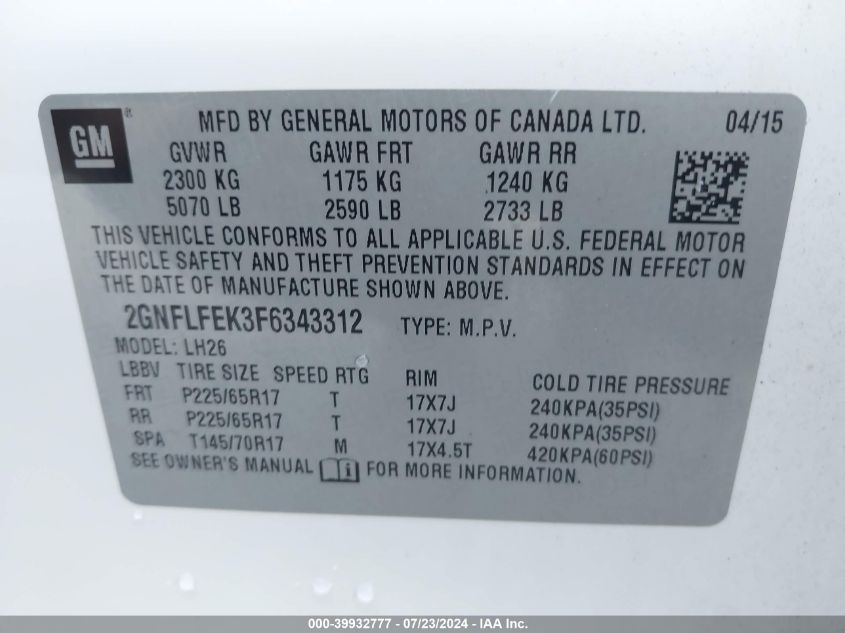 GM ® MFD BY GENERAL MOTORS OF CANADA LTD. 04/15
GVWR GAWR FRT GAWR RR
2300 KG 1175 KG 1240 KG
5070 LB 2590 LB 2733 LB
THIS VEHICLE CONFORMS TO ALL APPLICABLE U.S. FEDERAL MOTOR
VEHICLE SAFETY AND THEFT PREVENTION STANDARDS IN EFFECT ON
THE DATE OF MANUFACTURE SHOWN ABOVE.
2GNFLFEK3F6343312 TYPE: M.P.V.
MODEL: LH26
LBBV TIRE SIZE SPEED RTG RIM COLD TIRE PRESSURE
FRT P225/65R17 T 17X7J 240KPA(35PSI)
RR P225/65R17 T 17X7J 240KPA(35PSI)
SPA T145/70R17 M 17X4.5T 420KPA(60PSI)
SEE OWNER'S MANUAL i FOR MORE INFORMATION.
000-39932777 - 07/23/2024 - IAA Inc.